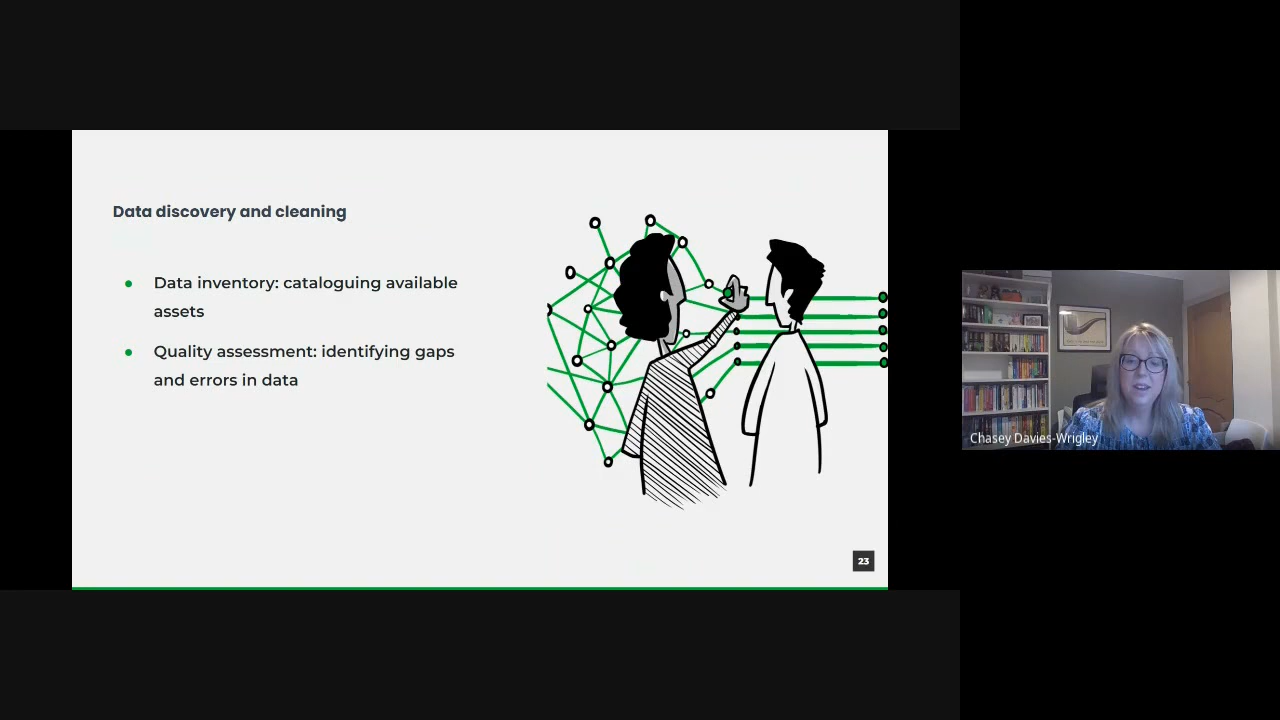 Data discovery and cleaning
Data inventory: cataloguing available
assets
Quality assessment: identifying gaps
and errors in data
23
Chasey Davies-Wrigley